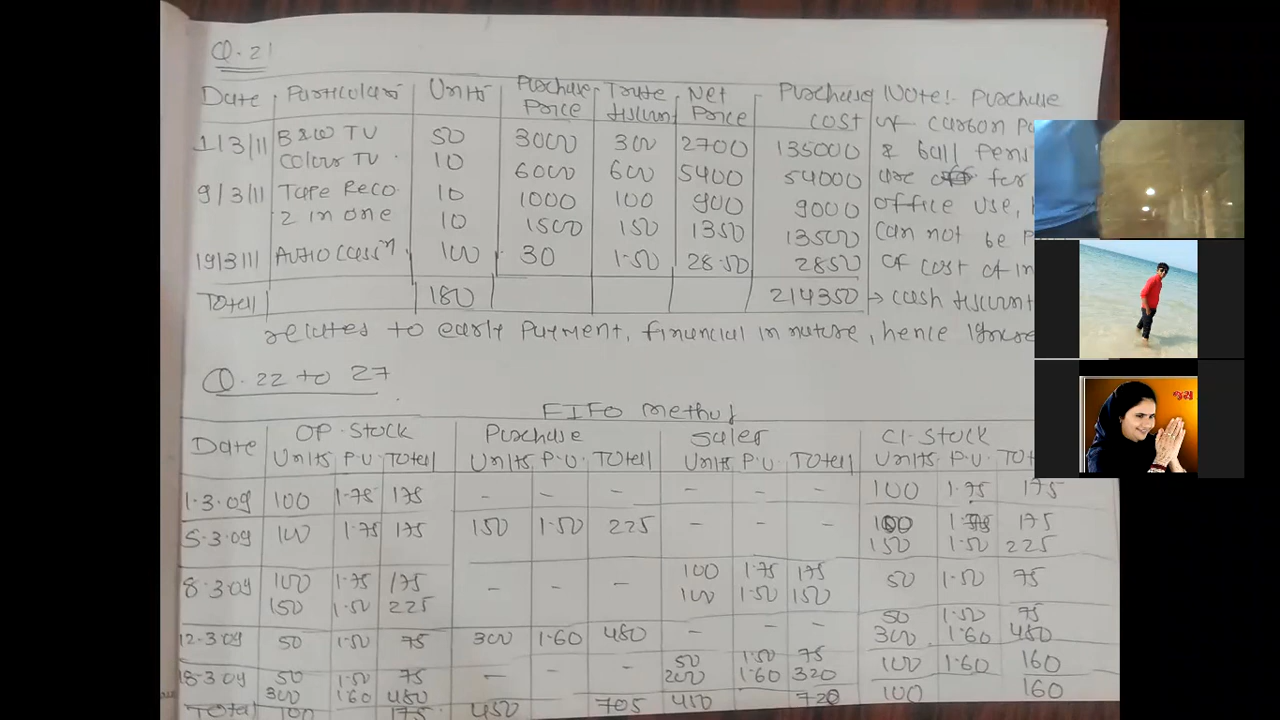 Q.21
Date Particulars Units Purchase Price Trade discount Net Price Purchase cost Note:- Purchase
1/3/11 B&W TV 50 3000 300 2700 135000 of carbon
Colour TV 10 6000 600 5400 54000 & ball pens
9/3/11 Tape Reco. 10 1000 100 900 9000 are for
2 in one 10 1500 150 1350 13500 office use,
19/3/11 100 30 1.50 28.50 2850 can not be
Total 180 214350 of cost of
→ cash discount
relates to early payment, financial in nature, hence
Q.22 to 27
FIFO method
Date OP. Stock Purchase Sales Cl. Stock
Units P.U. Total Units P.U. Total Units P.U. Total Units P.U.
1.3.09 100 1.75 175 - - - - - - 100 1.75 175
5.3.09 100 1.75 175 150 1.50 225 - - - 100 1.75 175
150 1.50 225
8.3.09 100 1.75 175 - - - 100 1.75 175 50 1.50 75
150 1.50 225 100 1.50 150
12.3.09 50 1.50 75 300 1.60 480 - - - 50 1.50 75
300 1.60 480
18.3.09 50 1.50 75 - - - 50 1.50 75 100 1.60 160
300 1.60 480 200 1.60 320
Total 100 175 450 705 450 720 100 160
જય